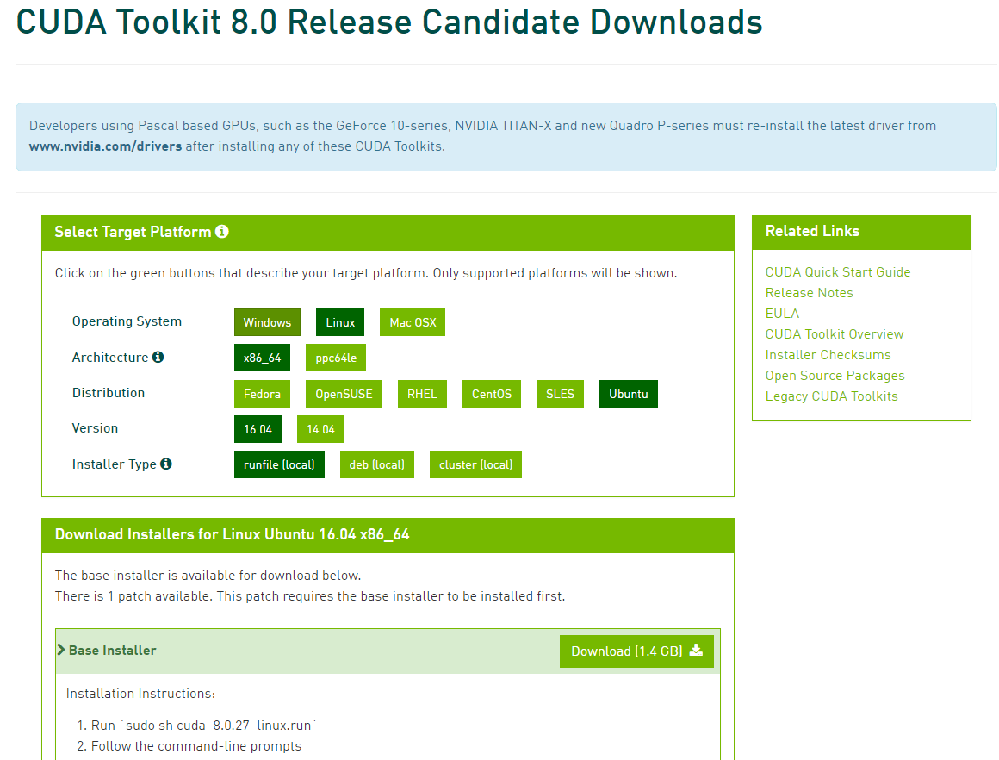 CUDA Toolkit 8.0 Release Candidate Downloads
Developers using Pascal based GPUs, such as the GeForce 10-series, NVIDIA TITAN-X and new Quadro P-series must re-install the latest driver from
www.nvidia.com/drivers after installing any of these CUDA Toolkits.
Select Target Platform
Click on the green buttons that describe your target platform. Only supported platforms will be shown.
Operating System Windows Linux Mac OSX
Architecture x86_64 ppc64le
Distribution Fedora OpenSUSE RHEL CentOS SLES Ubuntu
Version 16.04 14.04
Installer Type runfile (local) deb (local) cluster (local)
Related Links
CUDA Quick Start Guide
Release Notes
EULA
CUDA Toolkit Overview
Installer Checksums
Open Source Packages
Legacy CUDA Toolkits
Download Installers for Linux Ubuntu 16.04 x86_64
The base installer is available for download below.
There is 1 patch available. This patch requires the base installer to be installed first.
Base Installer Download (1.4 GB)
Installation Instructions:
1. Run `sudo sh cuda_8.0.27_linux.run`
2. Follow the command-line prompts